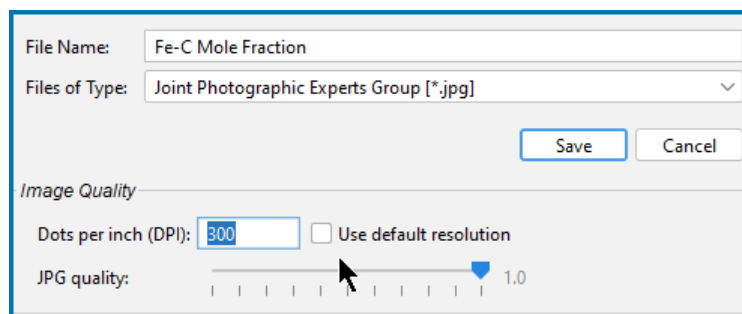 File Name: Fe-C Mole Fraction
Files of Type: Joint Photographic Experts Group [*.jpg]
Save Cancel
Image Quality
Dots per inch (DPI): 300 Use default resolution
JPG quality: 1.0